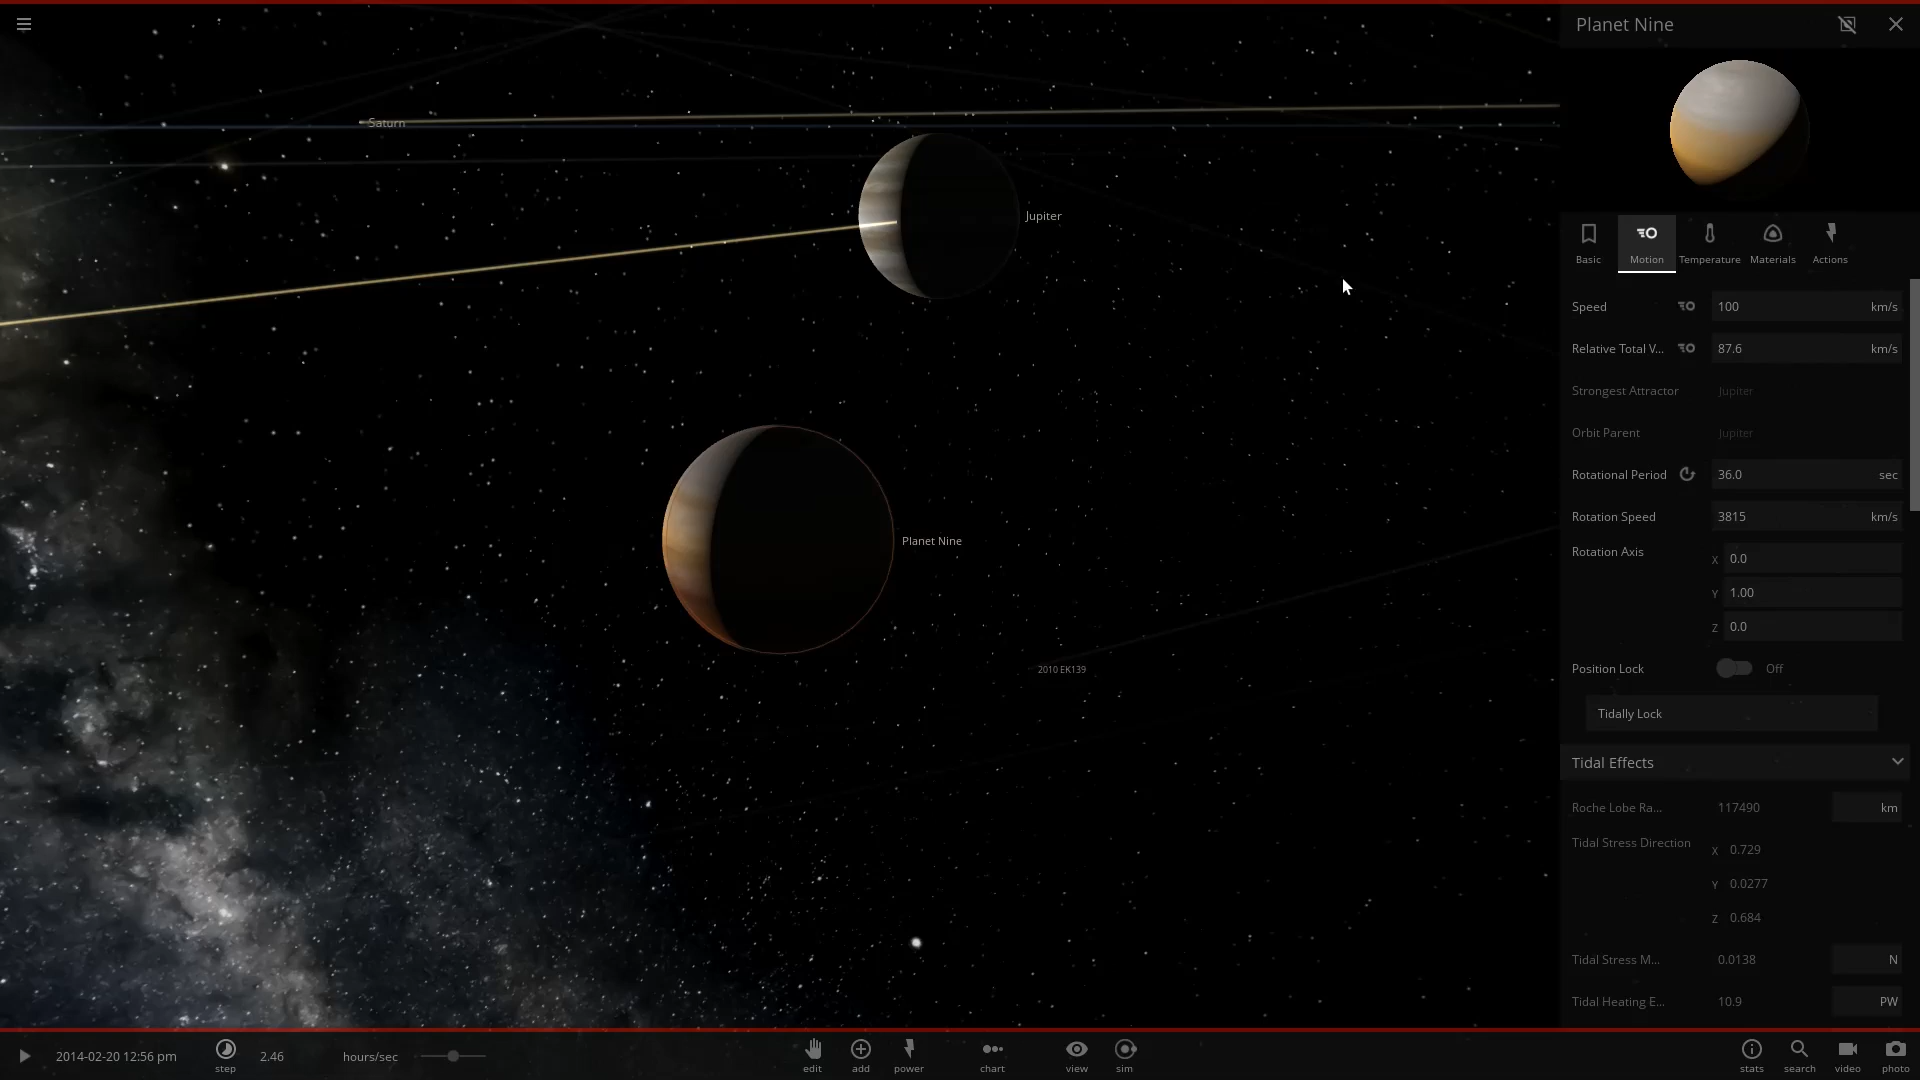 Planet Nine
Saturn
Jupiter
Basic
Motion
Temperature
Materials
Actions
Speed 100 km/s
Relative Total V... 87.6 km/s
Strongest Attractor Jupiter
Orbit Parent Jupiter
Rotational Period 36.0 sec
Rotation Speed 3815 km/s
Rotation Axis X 0.0
Y 1.00
Z 0.0
Planet Nine
2010 EK139
Position Lock Off
Tidally Lock
Tidal Effects
Roche Lobe Ra... 117490 km
Tidal Stress Direction X 0.729
Y 0.0277
Z 0.684
Tidal Stress M... 0.0138 N
Tidal Heating E... 10.9 PW
2014-02-20 12:56 pm
step
2.46 hours/sec
edit
add
power
chart
view
sim
stats
search
video
photo